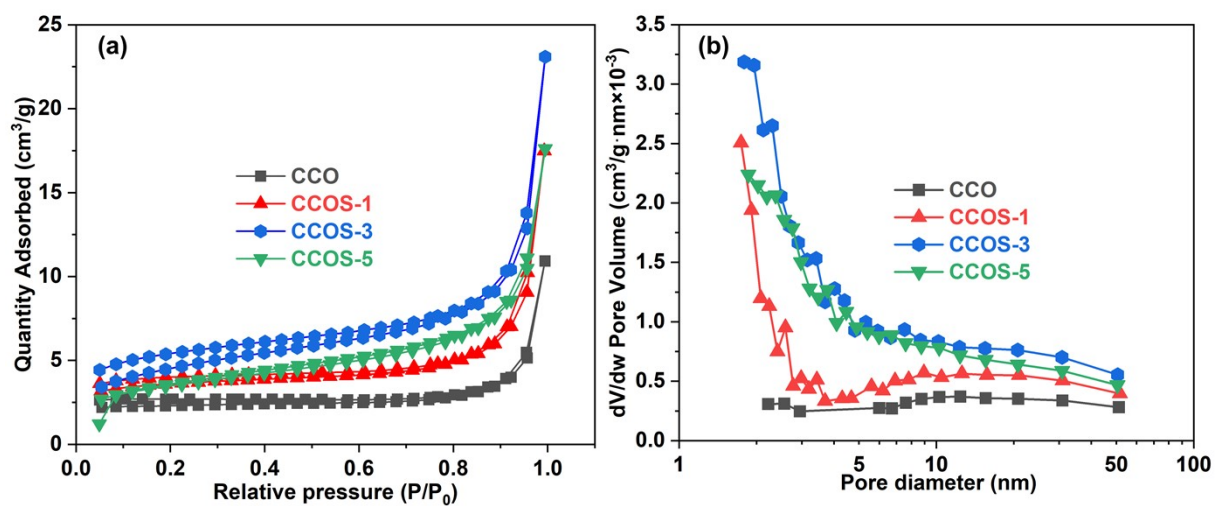 (a)
25
20
15
10
5
0
Quantity Adsorbed (cm³/g)
CCO
CCOS-1
CCOS-3
CCOS-5
0.0 0.2 0.4 0.6 0.8 1.0
Relative pressure (P/P₀)
(b)
3.5
3.0
2.5
2.0
1.5
1.0
0.5
0.0
dV/dw Pore Volume (cm³/g·nm×10⁻³)
CCO
CCOS-1
CCOS-3
CCOS-5
1 2 5 10 20 50 100
Pore diameter (nm)